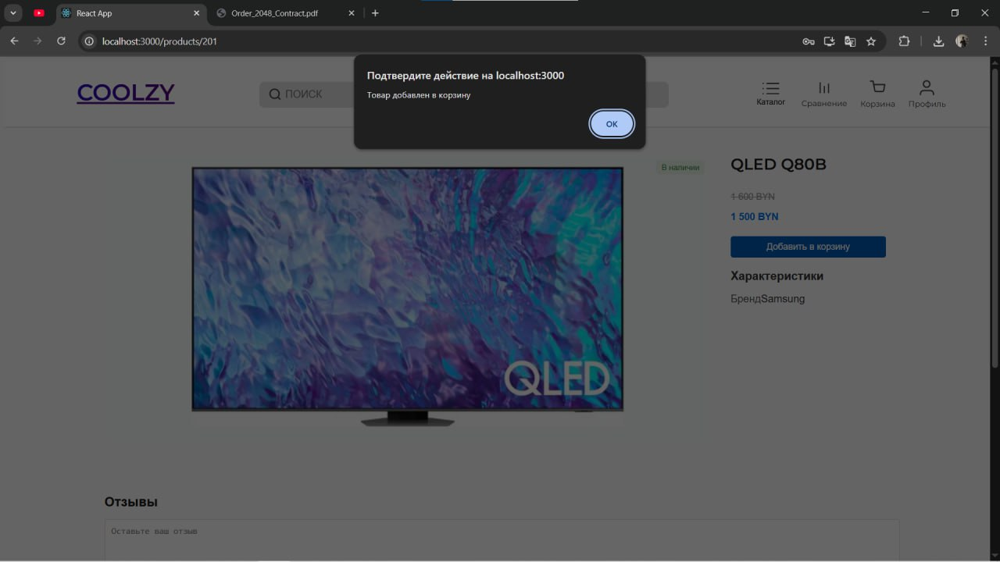 React App
Order_2048_Contract.pdf
localhost:3000/products/201
Подтвердите действие на localhost:3000
Товар добавлен в корзину
ОК
COOLZY
ПОИСК
Каталог
Сравнение
Корзина
Профиль
В наличии
QLED Q80B
1 600 BYN
1 500 BYN
Добавить в корзину
Характеристики
БрендSamsung
QLED
Отзывы
Оставьте ваш отзыв